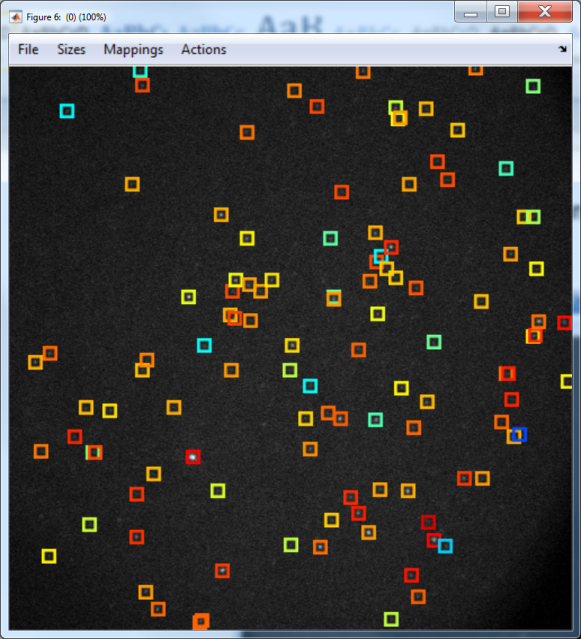 Figure 6: (0) (100%)
File Sizes Mappings Actions